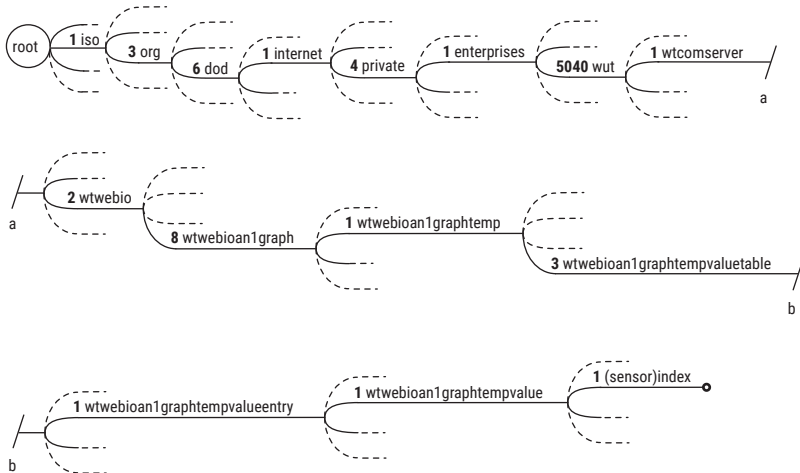 root
1 iso
3 org
6 dod
1 internet
4 private
1 enterprises
5040 wut
1 wtcomserver
a
a
2 wtwebio
8 wtwebioan1graph
1 wtwebioan1graphtemp
3 wtwebioan1graphtempvaluetable
b
b
1 wtwebioan1graphtempvalueentry
1 wtwebioan1graphtempvalue
1 (sensor)index